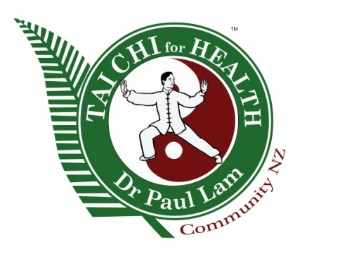 TAI CHI for HEALTH
TM
Dr Paul Lam
Community NZ